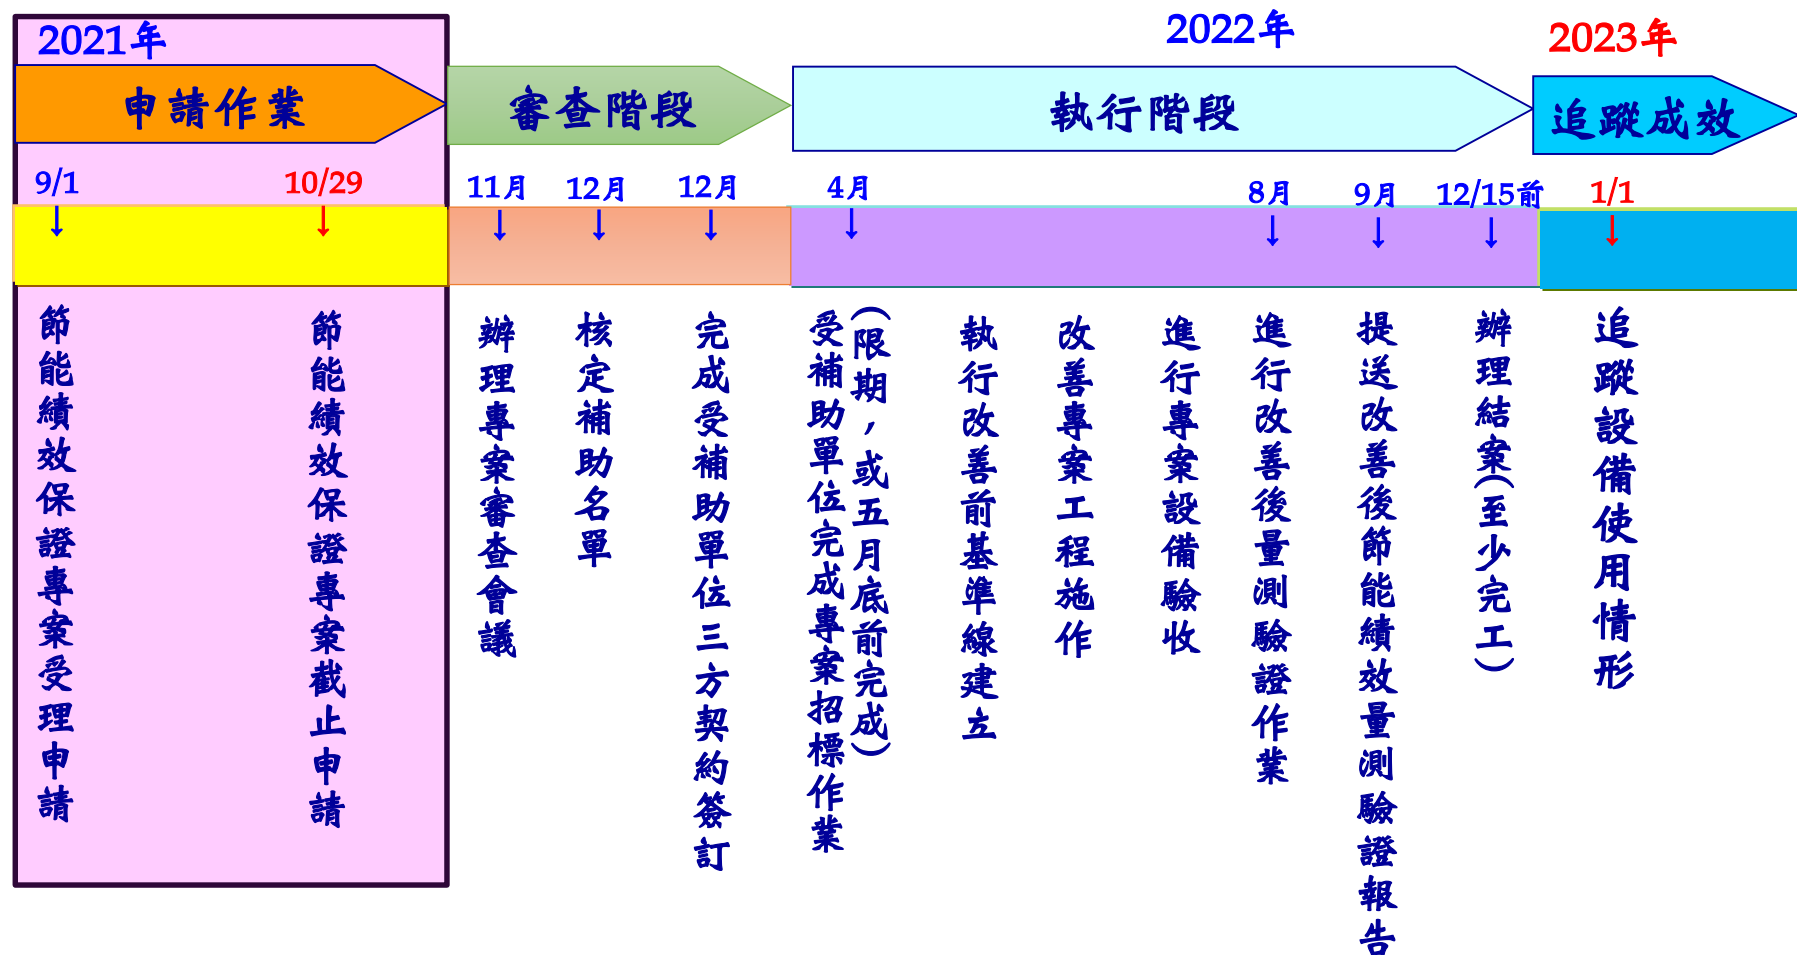 2021年
2022年
2023年
申請作業
審查階段
執行階段
追蹤成效
9/1
10/29
11月
12月
12月
4月
8月
9月
12/15前
1/1
節能績效保證專案受理申請
節能績效保證專案截止申請
辦理專案審查會議
核定補助名單
完成受補助單位三方契約簽訂
受補助單位完成專案招標作業
(限期,或五月底前完成)
執行改善前基準線建立
改善專案工程施作
進行專案設備驗收
進行改善後量測驗證作業
提送改善後節能績效量測驗證報告
辦理結案(至少完工)
追蹤設備使用情形